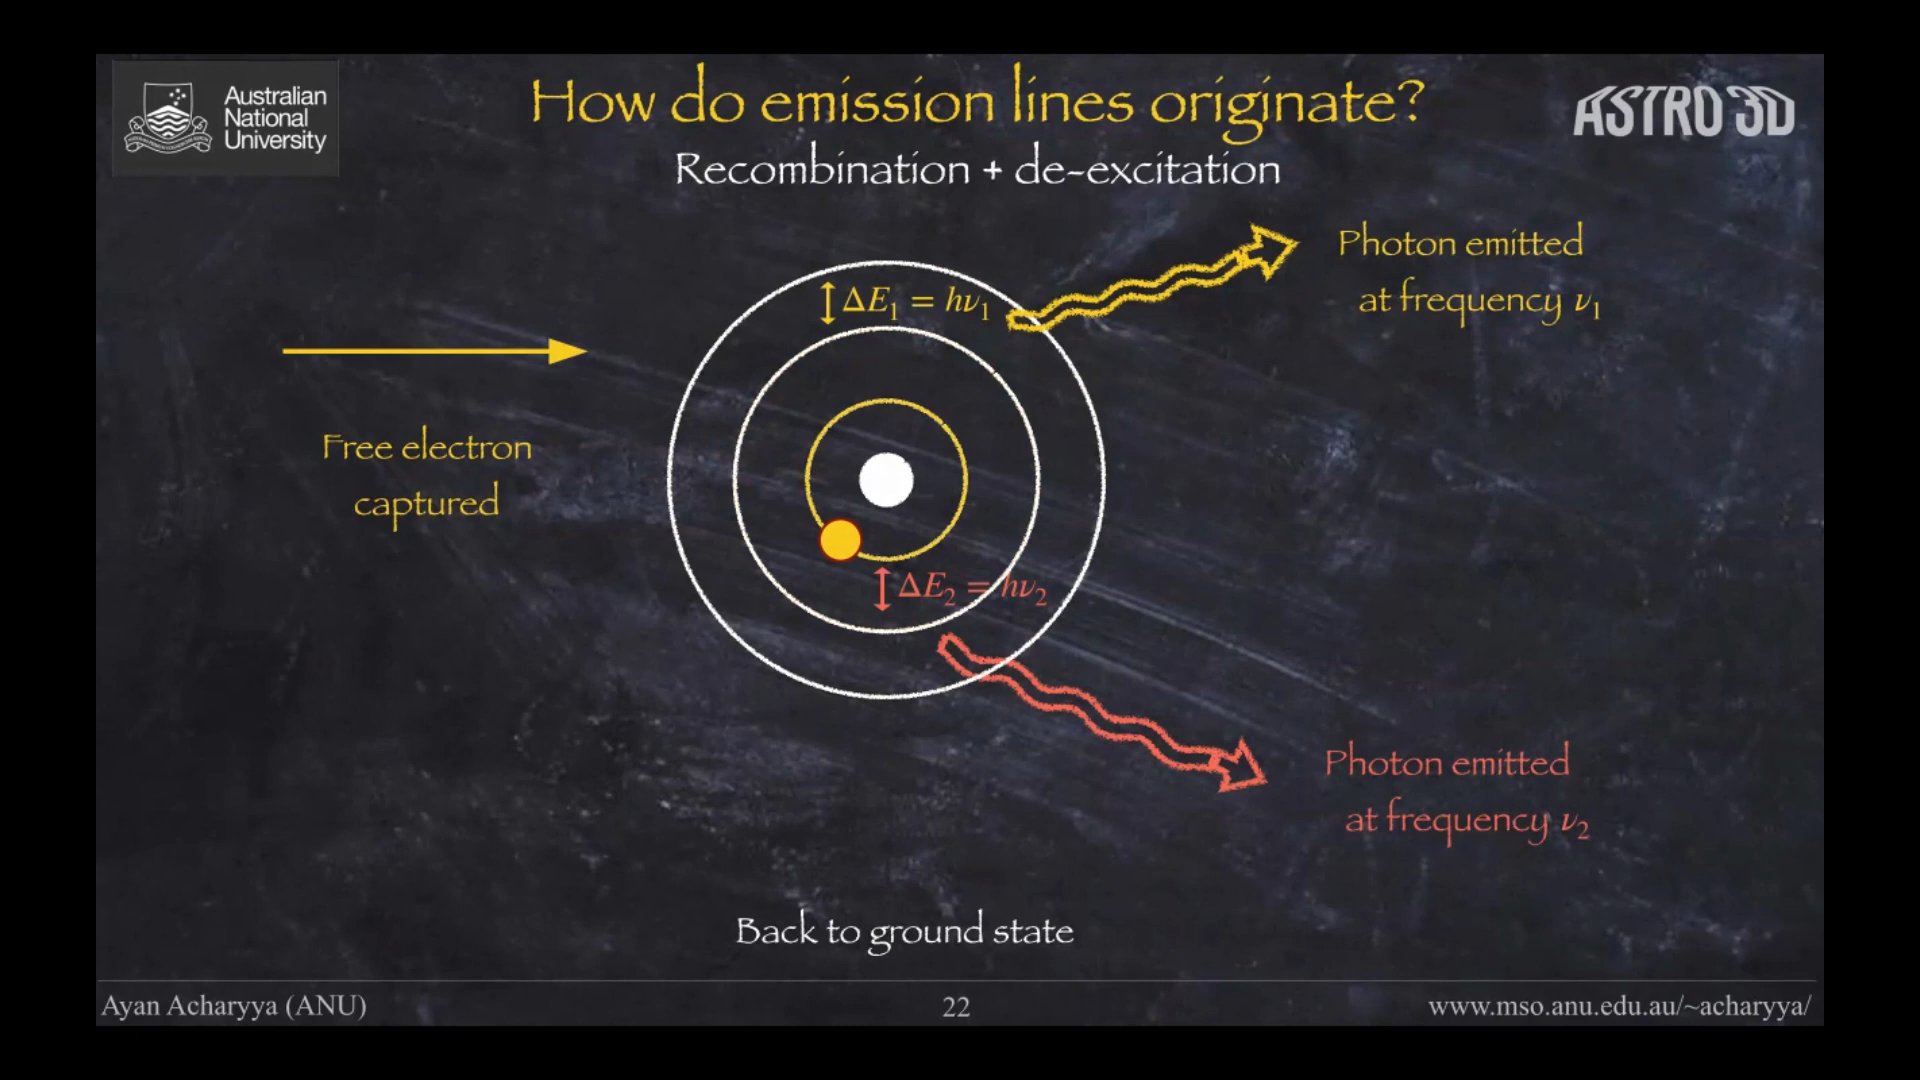 Australian
National
University
How do emission lines originate?
ASTRO 3D
Recombination + de-excitation
Photon emitted
at frequency ν₁
ΔE₁ = hν₁
Free electron
captured
ΔE₂ = hν₂
Photon emitted
at frequency ν₂
Back to ground state
Ayan Acharyya (ANU)
22
www.mso.anu.edu.au/~acharyya/